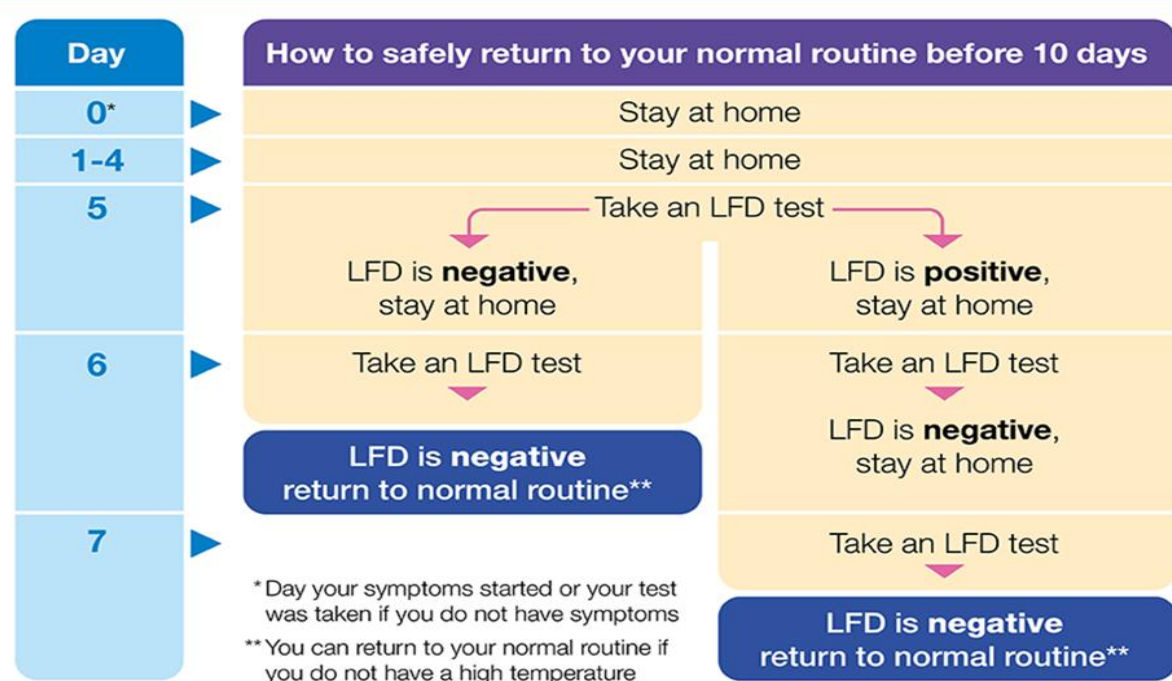 Day
How to safely return to your normal routine before 10 days
0*
Stay at home
1-4
Stay at home
5
Take an LFD test
LFD is negative,
stay at home
LFD is positive,
stay at home
6
Take an LFD test
LFD is negative
return to normal routine**
Take an LFD test
LFD is negative,
stay at home
7
Take an LFD test
LFD is negative
return to normal routine**
* Day your symptoms started or your test
was taken if you do not have symptoms
** You can return to your normal routine if
you do not have a high temperature